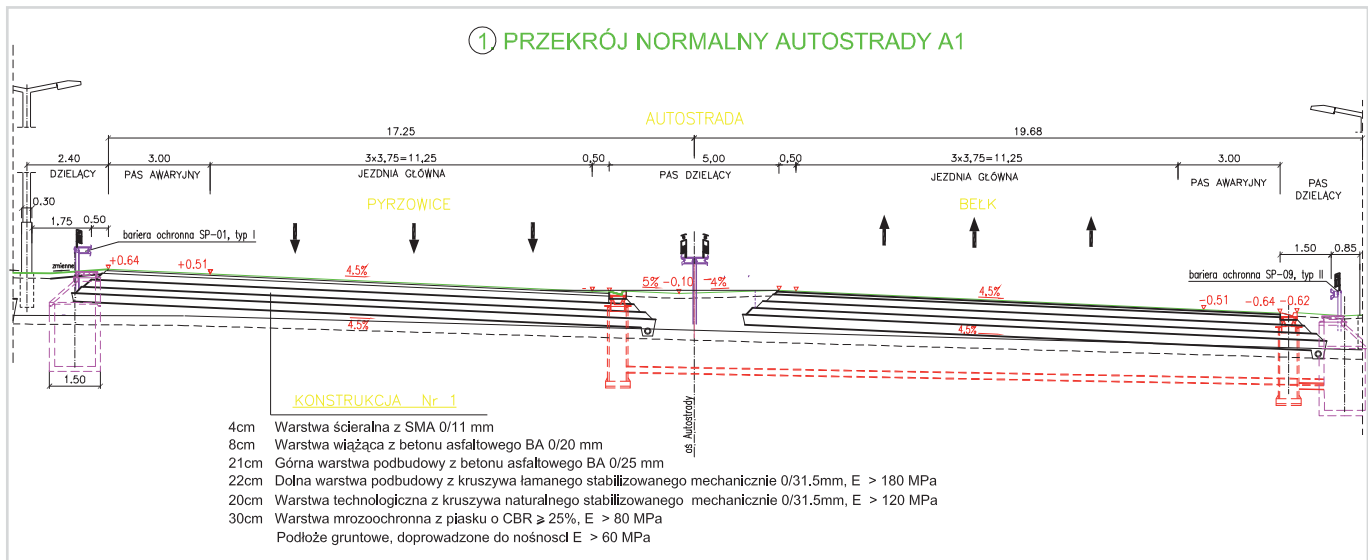 1. PRZEKRÓJ NORMALNY AUTOSTRADY A1
AUTOSTRADA
17.25
19.68
2.40
3.00
3x3,75=11,25
0,50
5,00
0,50
3x3,75=11,25
3.00
DZIELĄCY
PAS AWARYJNY
JEZDNIA GŁÓWNA
PAS DZIELĄCY
JEZDNIA GŁÓWNA
PAS AWARYJNY
PAS
DZIELĄCY
0.30
1.75
0.50
PYRZOWICE
BEŁK
bariera ochronna SP-01, typ I
1.50
0.85
bariera ochronna SP-09, typ II
zmienne
+0.64
+0.51
4,5%
5%
-0,10
-4%
4,5%
-0.51
-0.64
-0.62
4,5%
4,5%
1.50
oś Autostrady
KONSTRUKCJA Nr 1
4cm Warstwa ścieralna z SMA 0/11 mm
8cm Warstwa wiążąca z betonu asfaltowego BA 0/20 mm
21cm Górna warstwa podbudowy z betonu asfaltowego BA 0/25 mm
22cm Dolna warstwa podbudowy z kruszywa łamanego stabilizowanego mechanicznie 0/31.5mm, E > 180 MPa
20cm Warstwa technologiczna z kruszywa naturalnego stabilizowanego mechanicznie 0/31.5mm, E > 120 MPa
30cm Warstwa mrozoochronna z piasku o CBR ⩾ 25%, E > 80 MPa
Podłoże gruntowe, doprowadzone do nośnoscI E > 60 MPa